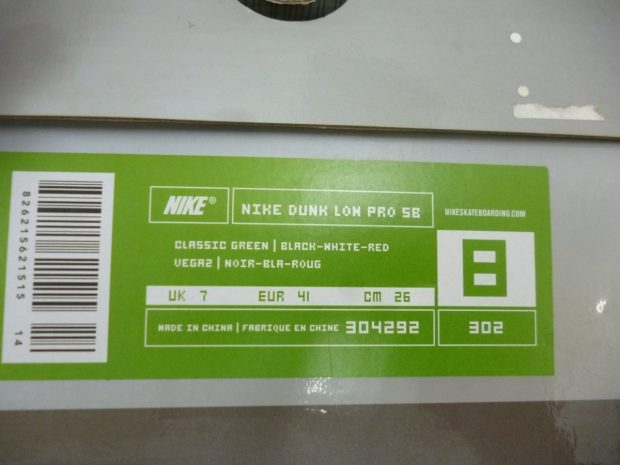 NIKE®
NIKE DUNK LOW PRO SB
NIKESKATEBOARDING.COM
CLASSIC GREEN | BLACK-WHITE-RED
VEGA2 | NOIR-BLA-ROUG
8
UK 7 EUR 41 CM 26
MADE IN CHINA | FABRIQUE EN CHINE 304292
302
826215621515 14